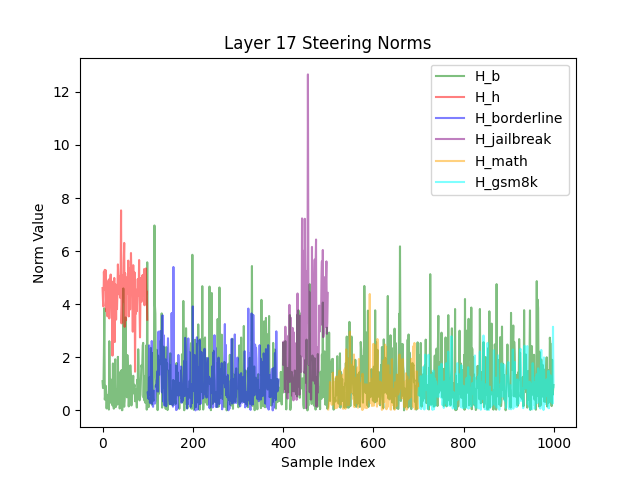 Layer 17 Steering Norms
H_b
H_h
H_borderline
H_jailbreak
H_math
H_gsm8k
Norm Value
12
10
8
6
4
2
0
0 200 400 600 800 1000
Sample Index